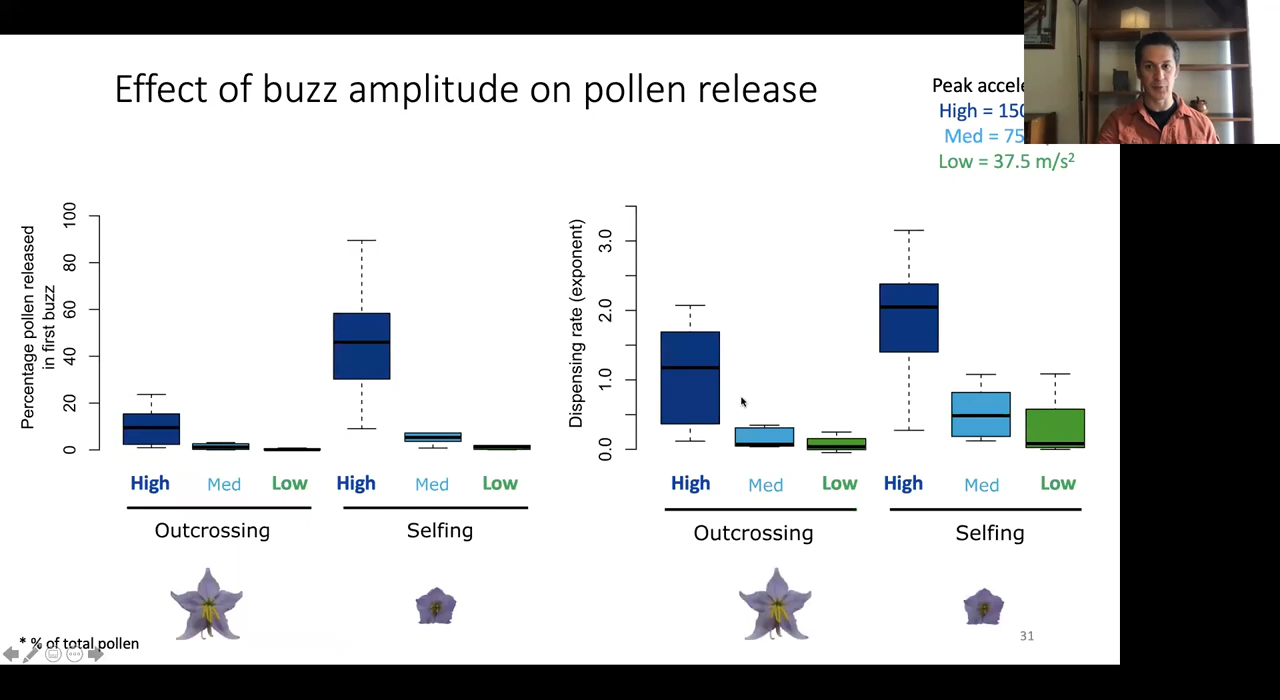 Effect of buzz amplitude on pollen release
Peak
High = 150
Med = 75
Low = 37.5 m/s²
Percentage pollen released
in first buzz
100
80
60
40
20
0
High Med Low High Med Low
Outcrossing Selfing
Dispensing rate (exponent)
3.0
2.0
1.0
0.0
High Med Low High Med Low
Outcrossing Selfing
* % of total pollen
31